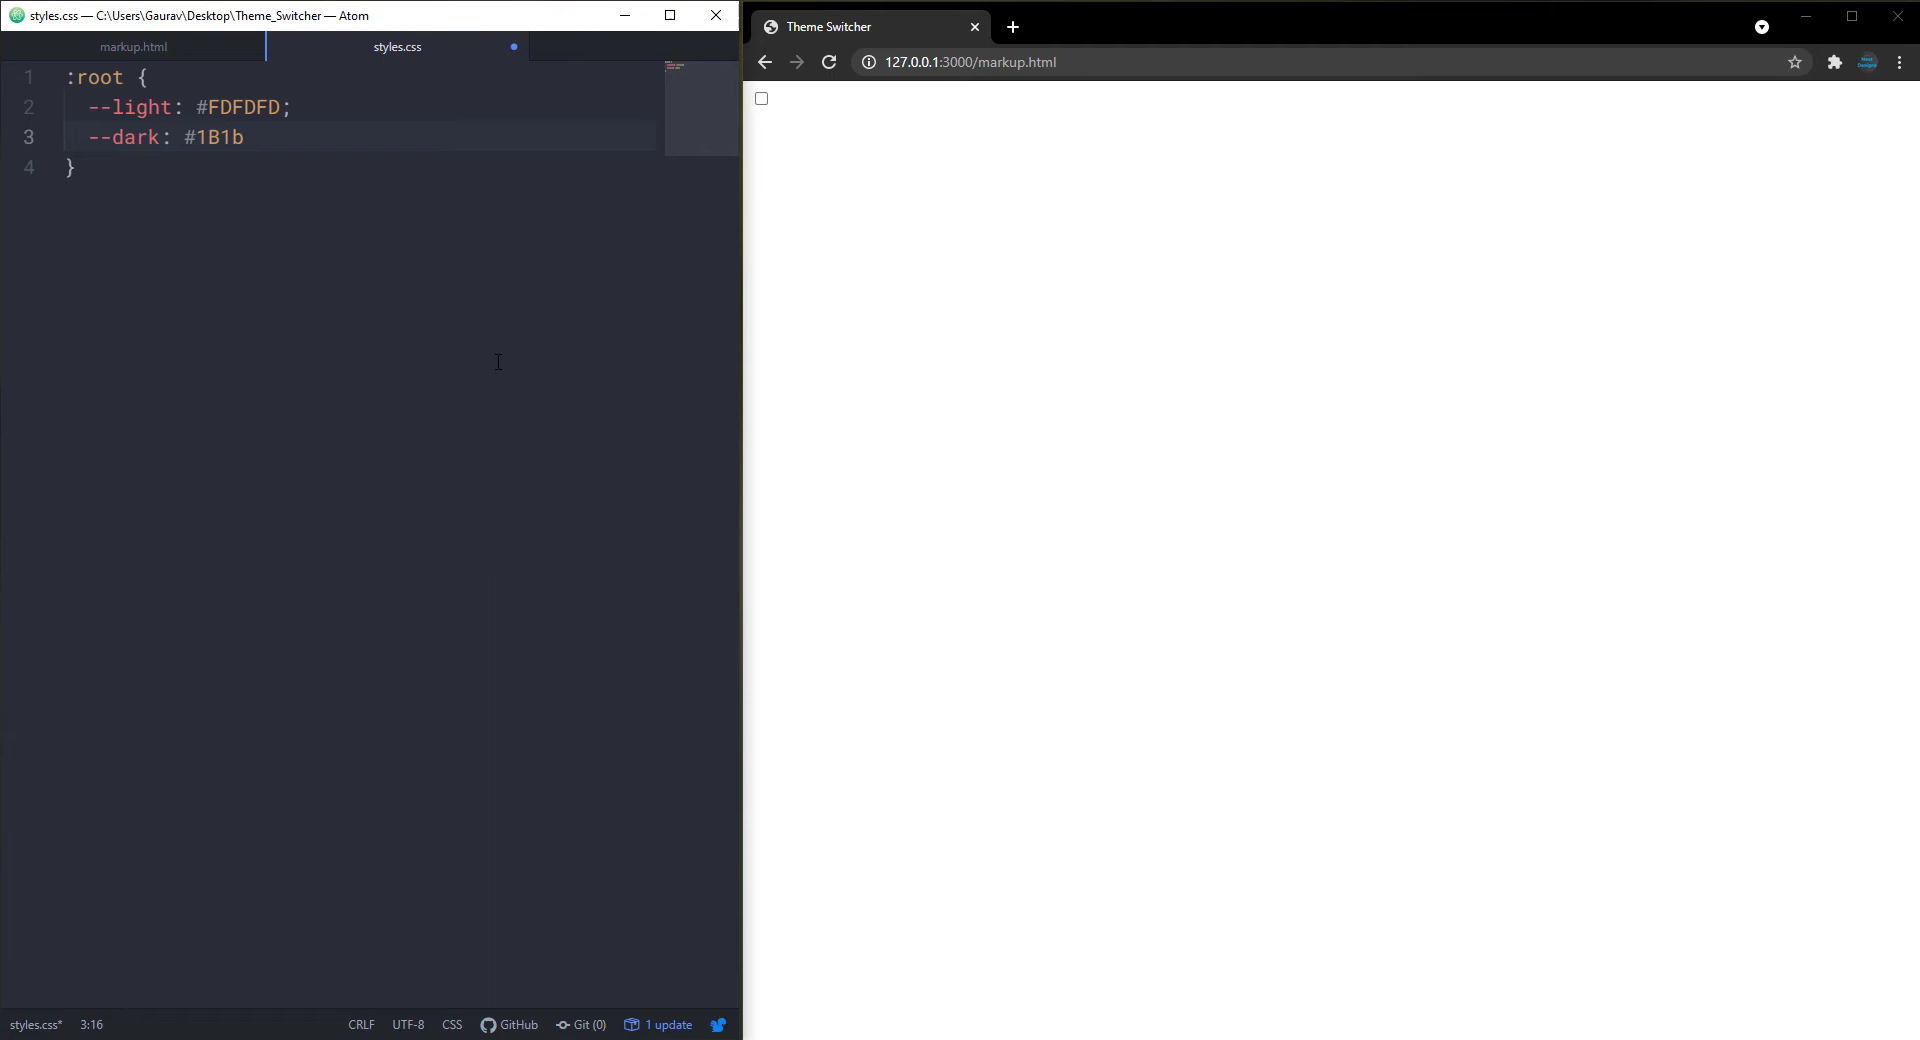 styles.css — C:\Users\Gaurav\Desktop\Theme_Switcher — Atom
markup.html
styles.css
1 :root {
2 --light: #FDFDFD;
3 --dark: #1B1b
4 }
styles.css* 3:16 CRLF UTF-8 CSS GitHub Git (0) 1 update
Theme Switcher
127.0.0.1:3000/markup.html